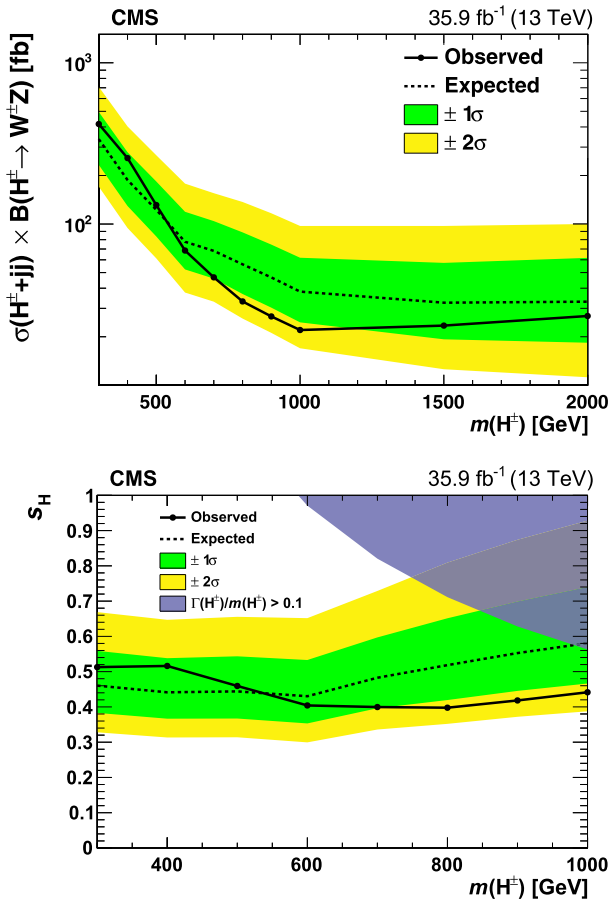 CMS 35.9 fb⁻¹ (13 TeV)
σ(H±+jj) × B(H±→ W±Z) [fb]
10³
10²
Observed
Expected
± 1σ
± 2σ
500 1000 1500 2000
m(H±) [GeV]
CMS 35.9 fb⁻¹ (13 TeV)
s_H
1
0.9
0.8
0.7
0.6
0.5
0.4
0.3
0.2
0.1
0
Observed
Expected
± 1σ
± 2σ
Γ(H±)/m(H±) > 0.1
400 600 800 1000
m(H±) [GeV]